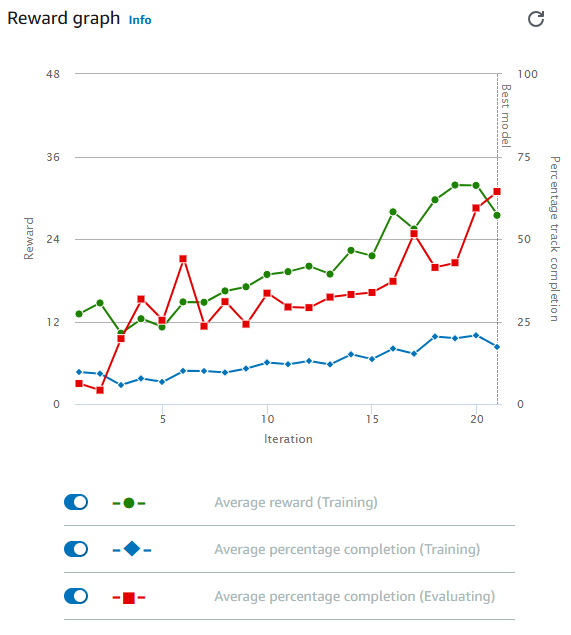 Reward graph Info
48
36
24
12
0
Reward
100
75
50
25
0
Best model
Percentage track completion
5
10
15
20
Iteration
Average reward (Training)
Average percentage completion (Training)
Average percentage completion (Evaluating)